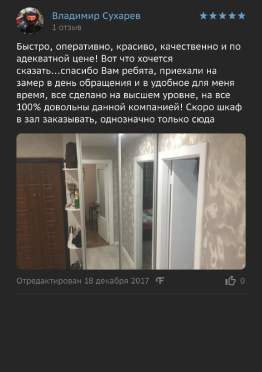 Владимир Сухарев
1 отзыв
Быстро, оперативно, красиво, качественно и по
адекватной цене! Вот что хочется
сказать...спасибо Вам ребята, приехали на
замер в день обращения и в удобное для меня
время, все сделано на высшем уровне, на все
100% довольны данной компанией! Скоро шкаф
в зал заказывать, однозначно только сюда
Отредактирован 18 декабря 2017
0